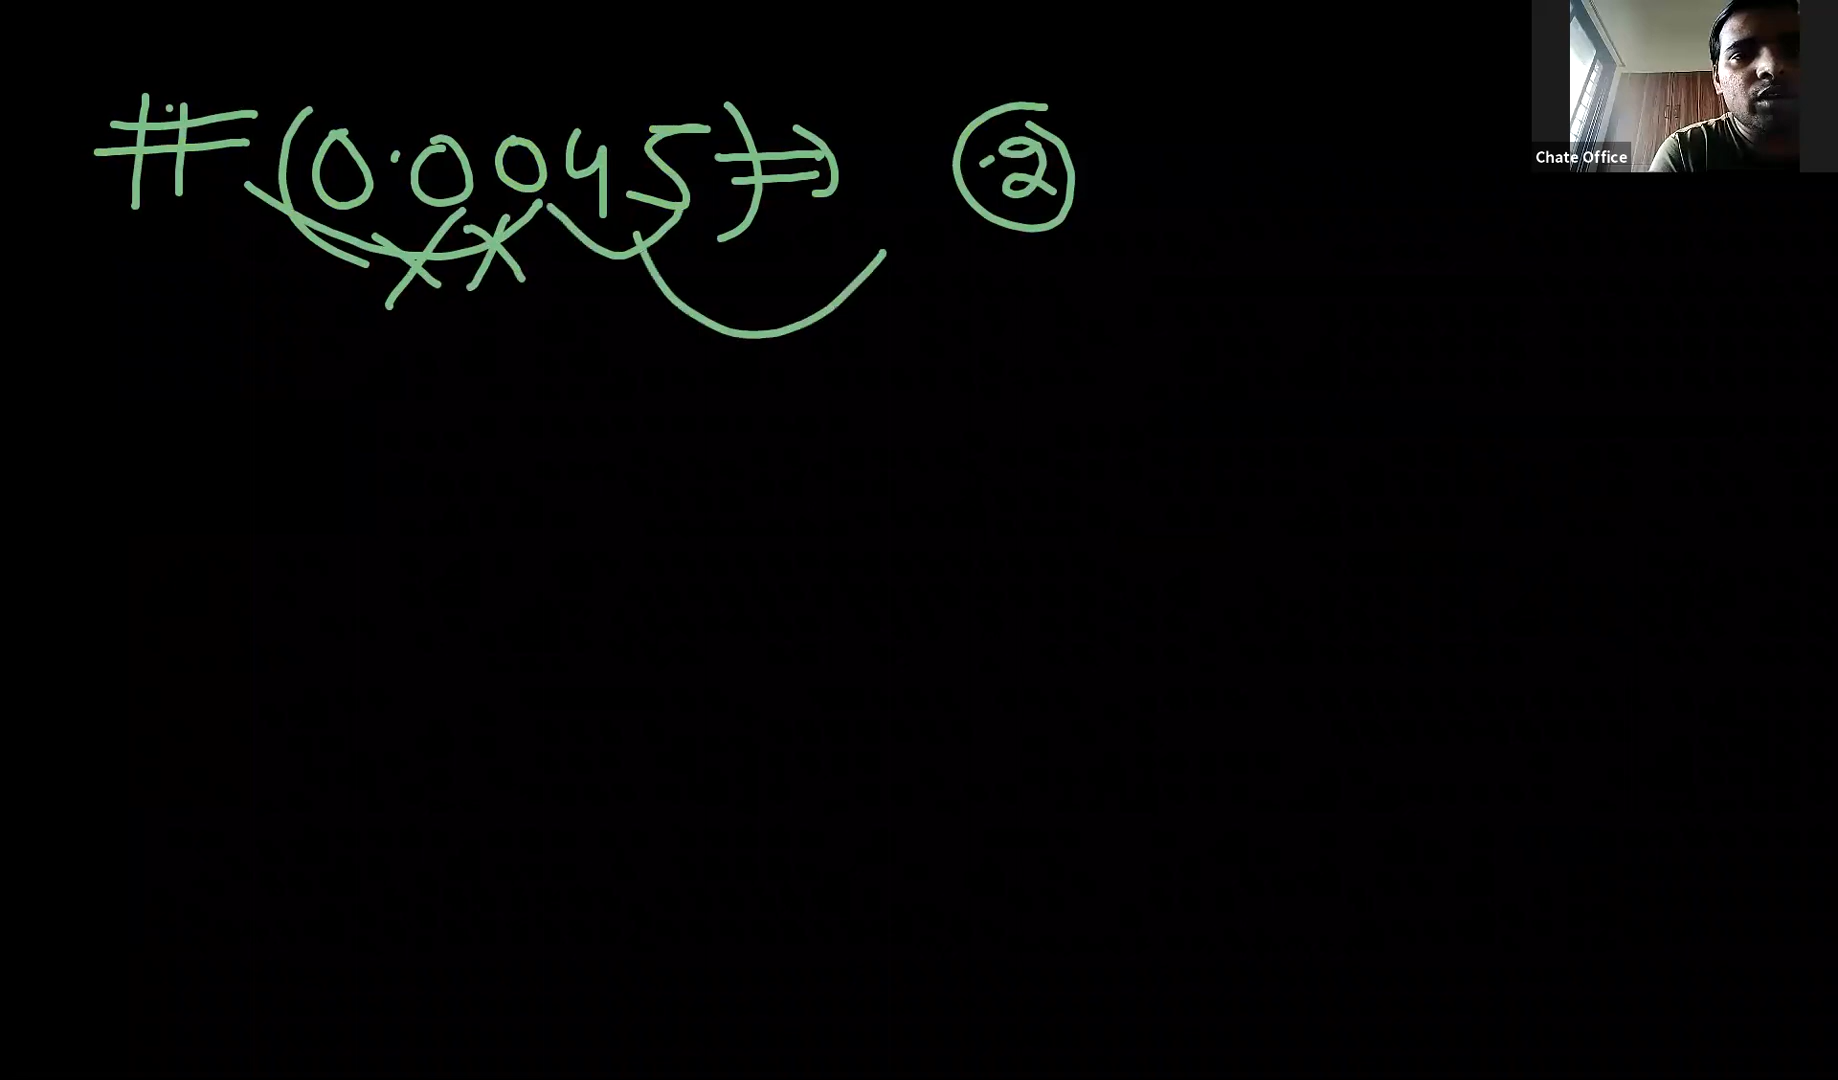 # (0.0045) ⇒ 2
Chate Office